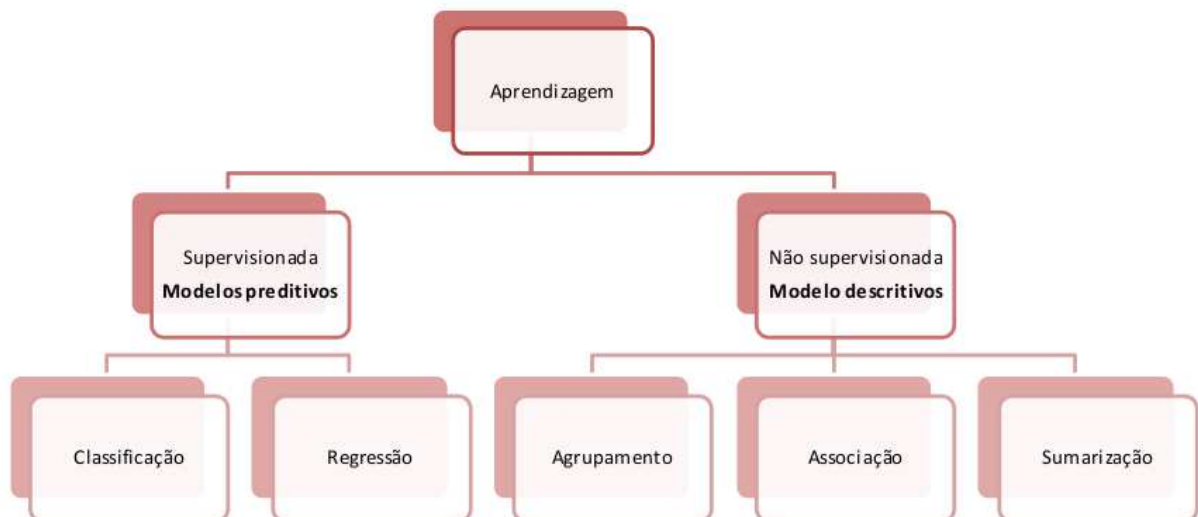 Aprendizagem
Supervisionada
Modelos preditivos
Não supervisionada
Modelo descritivos
Classificação
Regressão
Agrupamento
Associação
Sumarização